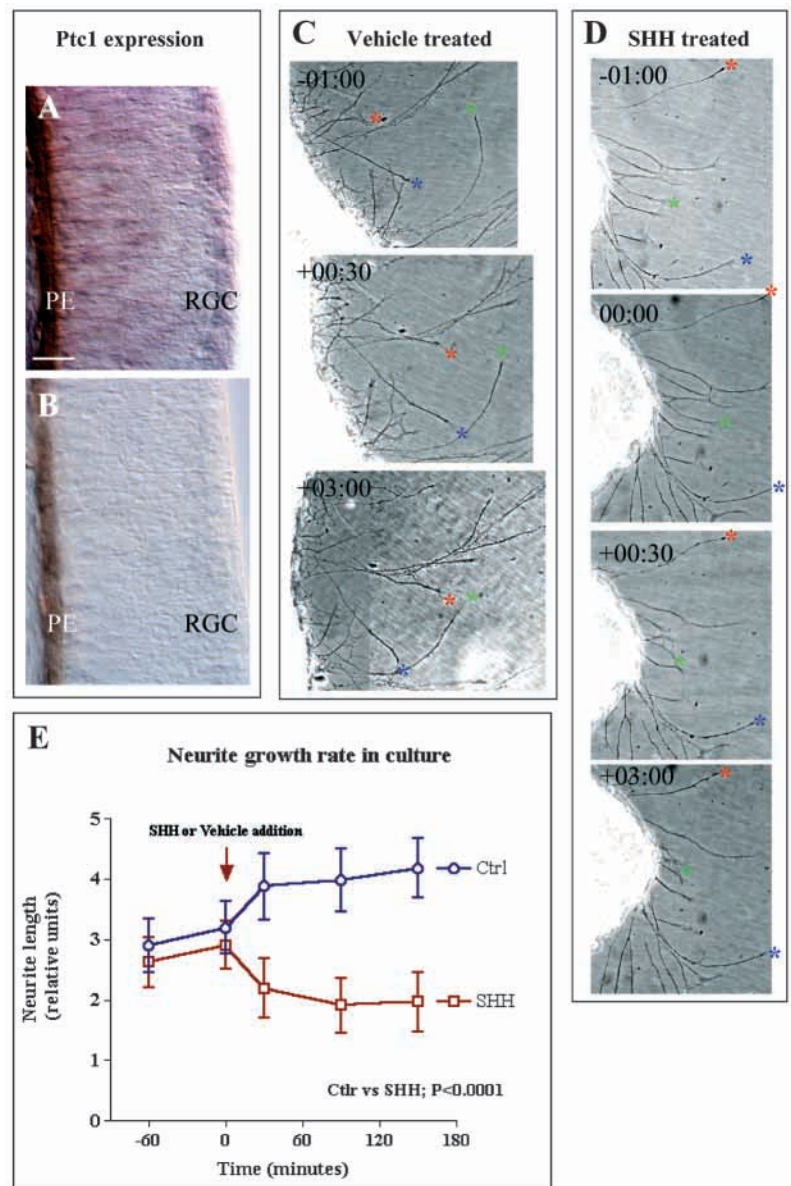 Ptc1 expression
A
PE
RGC
B
PE
RGC
C
Vehicle treated
-01:00
*
*
*
+00:30
*
*
*
+03:00
*
*
*
D
SHH treated
-01:00
*
*
*
00:00
*
*
*
+00:30
*
*
*
+03:00
*
*
*
E
Neurite growth rate in culture
SHH or Vehicle addition
Neurite length
(relative units)
5
4
3
2
1
0
Ctrl
SHH
Ctlr vs SHH; P<0.0001
-60
0
60
120
180
Time (minutes)